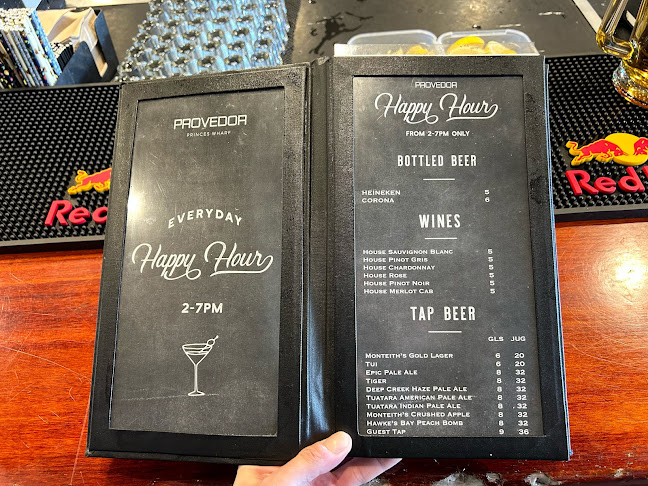 PROVEDOR
PRINCES WHARF
EVERYDAY
Happy Hour
2-7PM
PROVEDOR
Happy Hour
FROM 2-7PM ONLY
BOTTLED BEER
HEINEKEN 5
CORONA 6
WINES
HOUSE SAUVIGNON BLANC 5
HOUSE PINOT GRIS 5
HOUSE CHARDONNAY 5
HOUSE ROSE 5
HOUSE PINOT NOIR 5
HOUSE MERLOT CAB 5
TAP BEER
GLS JUG
MONTEITH'S GOLD LAGER 6 20
TUI 6 20
EPIC PALE ALE 8 32
TIGER 8 32
DEEP CREEK HAZE PALE ALE 8 32
TUATARA AMERICAN PALE ALE 8 32
TUATARA INDIAN PALE ALE 8 32
MONTEITH'S CRUSHED APPLE 8 32
HAWKE'S BAY PEACH BOMB 8 32
GUEST TAP 9 36
Red
Red